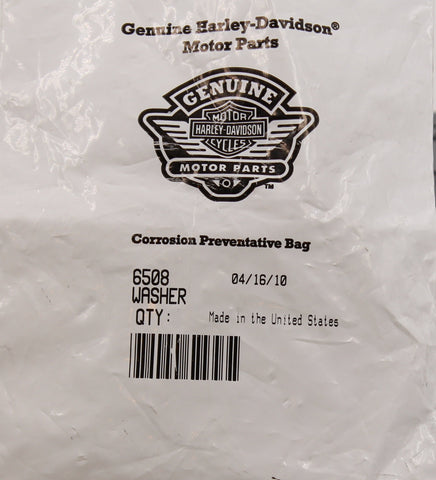 Genuine Harley-Davidson®
Motor Parts
GENUINE
MOTOR
HARLEY-DAVIDSON
CYCLES
MOTOR PARTS
TM
Corrosion Preventative Bag
6508 04/16/10
WASHER
QTY: Made in the United States